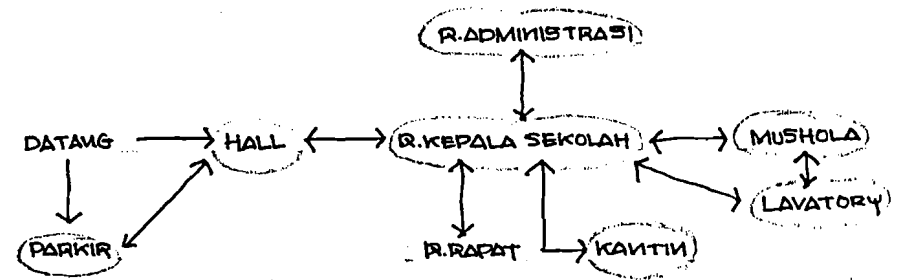 R.ADMINISTRASI
DATANG HALL R.KEPALA SEKOLAH MUSHOLA
LAVATORY
PARKIR R.RAPAT KANTIN